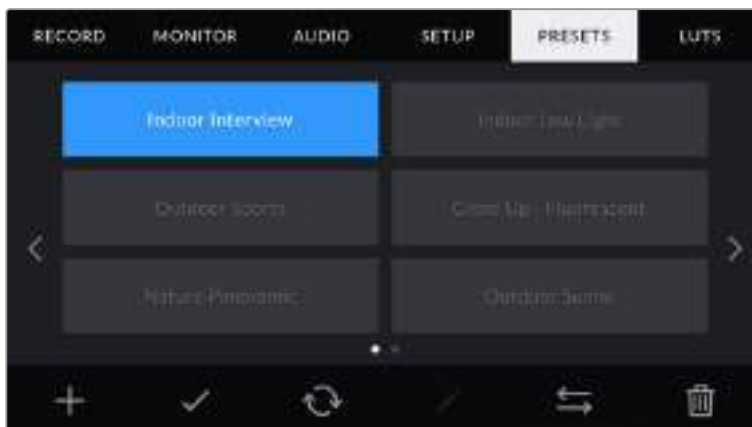 RECORD MONITOR AUDIO SETUP PRESETS LUTS
Indoor Interview Indoor Low Light
Outdoor Sports Close Up - Fluorescent
Nature Panoramic Outdoor Sunny